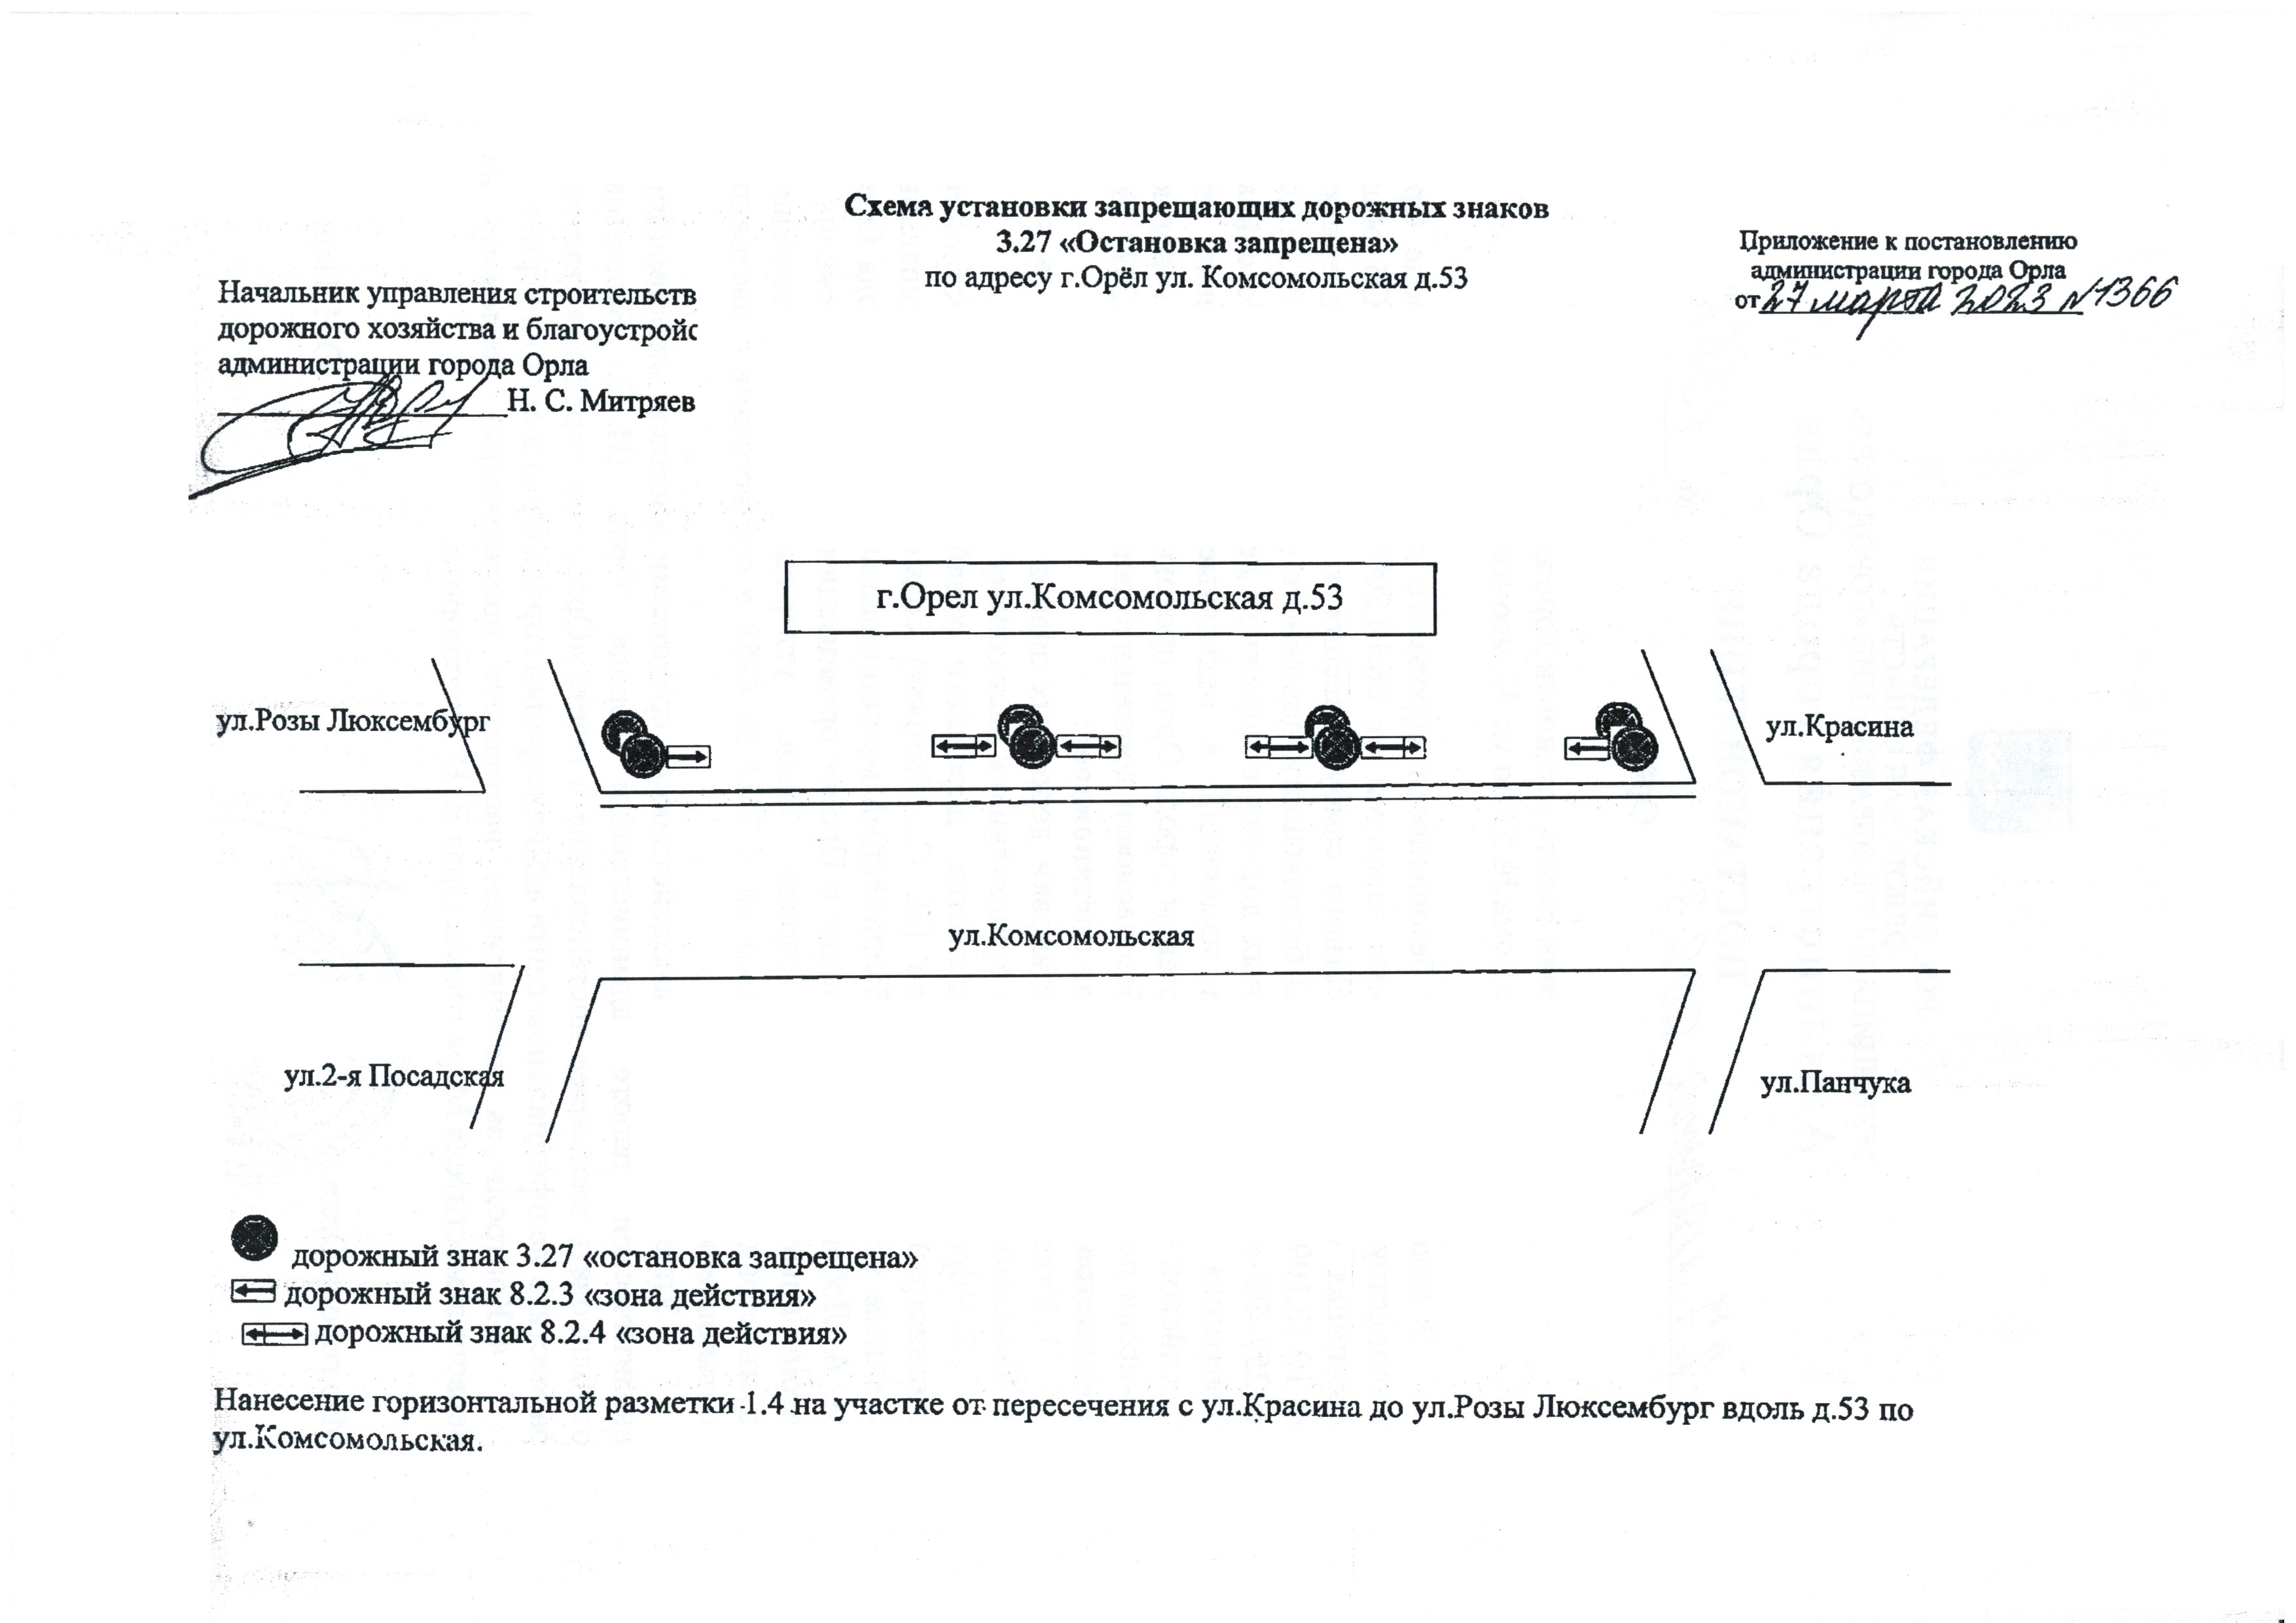 Схема установки запрещающих дорожных знаков
3.27 «Остановка запрещена»
по адресу г.Орёл ул. Комсомольская д.53
Приложение к постановлению
администрации города Орла
от 27 марта 2023 №1366
Начальник управления строительств
дорожного хозяйства и благоустройс
администрации города Орла
Н. С. Митряев
г.Орел ул.Комсомольская д.53
ул.Розы Люксембург
ул.Красина
ул.Комсомольская
ул.2-я Посадская
ул.Панчука
дорожный знак 3.27 «остановка запрещена»
дорожный знак 8.2.3 «зона действия»
дорожный знак 8.2.4 «зона действия»
Нанесение горизонтальной разметки 1.4 на участке от пересечения с ул.Красина до ул.Розы Люксембург вдоль д.53 по
ул.Комсомольская.